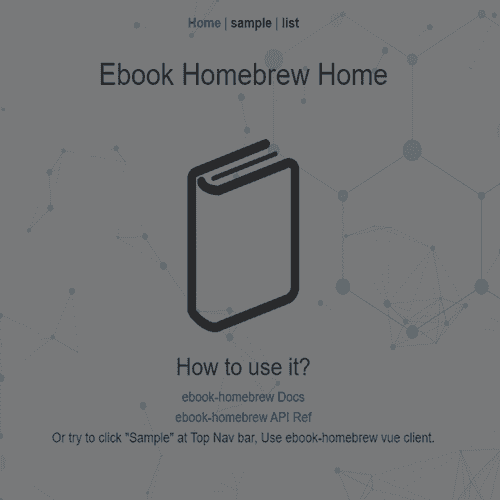 Home | sample | list
Ebook Homebrew Home
How to use it?
ebook-homebrew Docs
ebook-homebrew API Ref
Or try to click "Sample" at Top Nav bar, Use ebook-homebrew vue client.